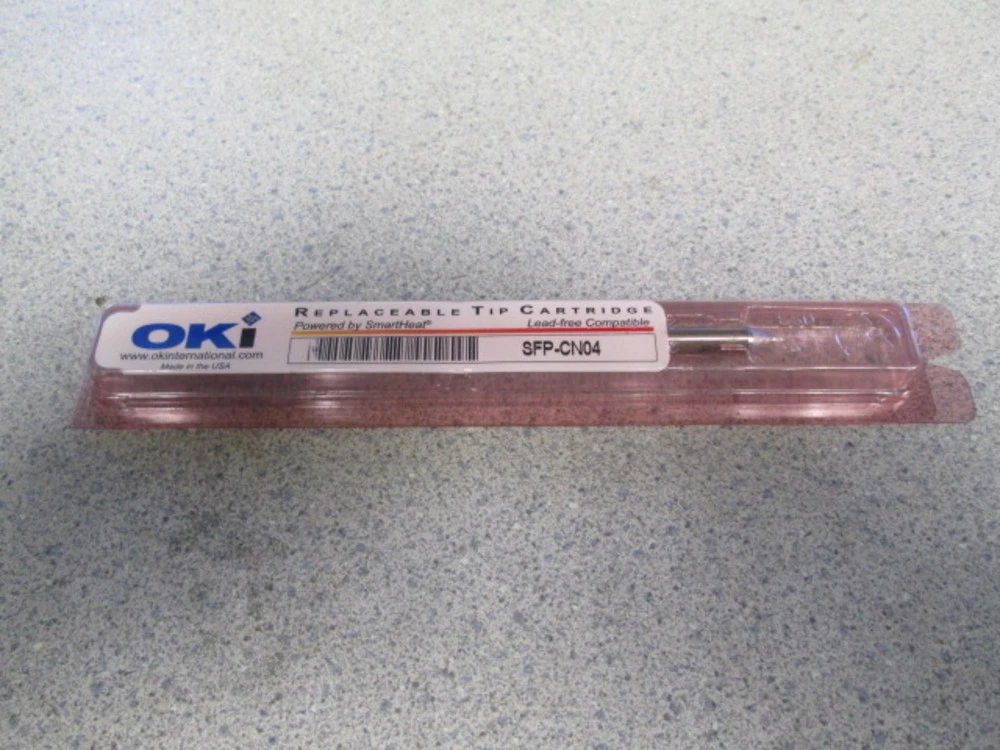 OKi
www.okinternational.com
Made in the USA
REPLACEABLE TIP CARTRIDGE
Powered by SmartHeat® Lead-free Compatible
SFP-CN04